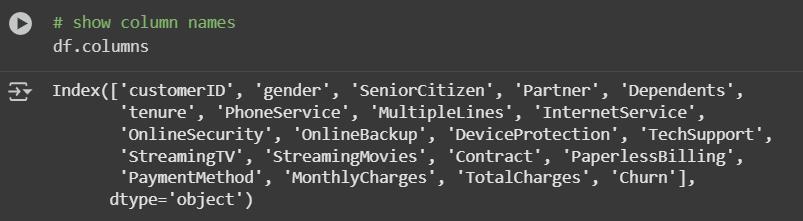 # show column names
df.columns
Index(['customerID', 'gender', 'SeniorCitizen', 'Partner', 'Dependents',
'tenure', 'PhoneService', 'MultipleLines', 'InternetService',
'OnlineSecurity', 'OnlineBackup', 'DeviceProtection', 'TechSupport',
'StreamingTV', 'StreamingMovies', 'Contract', 'PaperlessBilling',
'PaymentMethod', 'MonthlyCharges', 'TotalCharges', 'Churn'],
dtype='object')